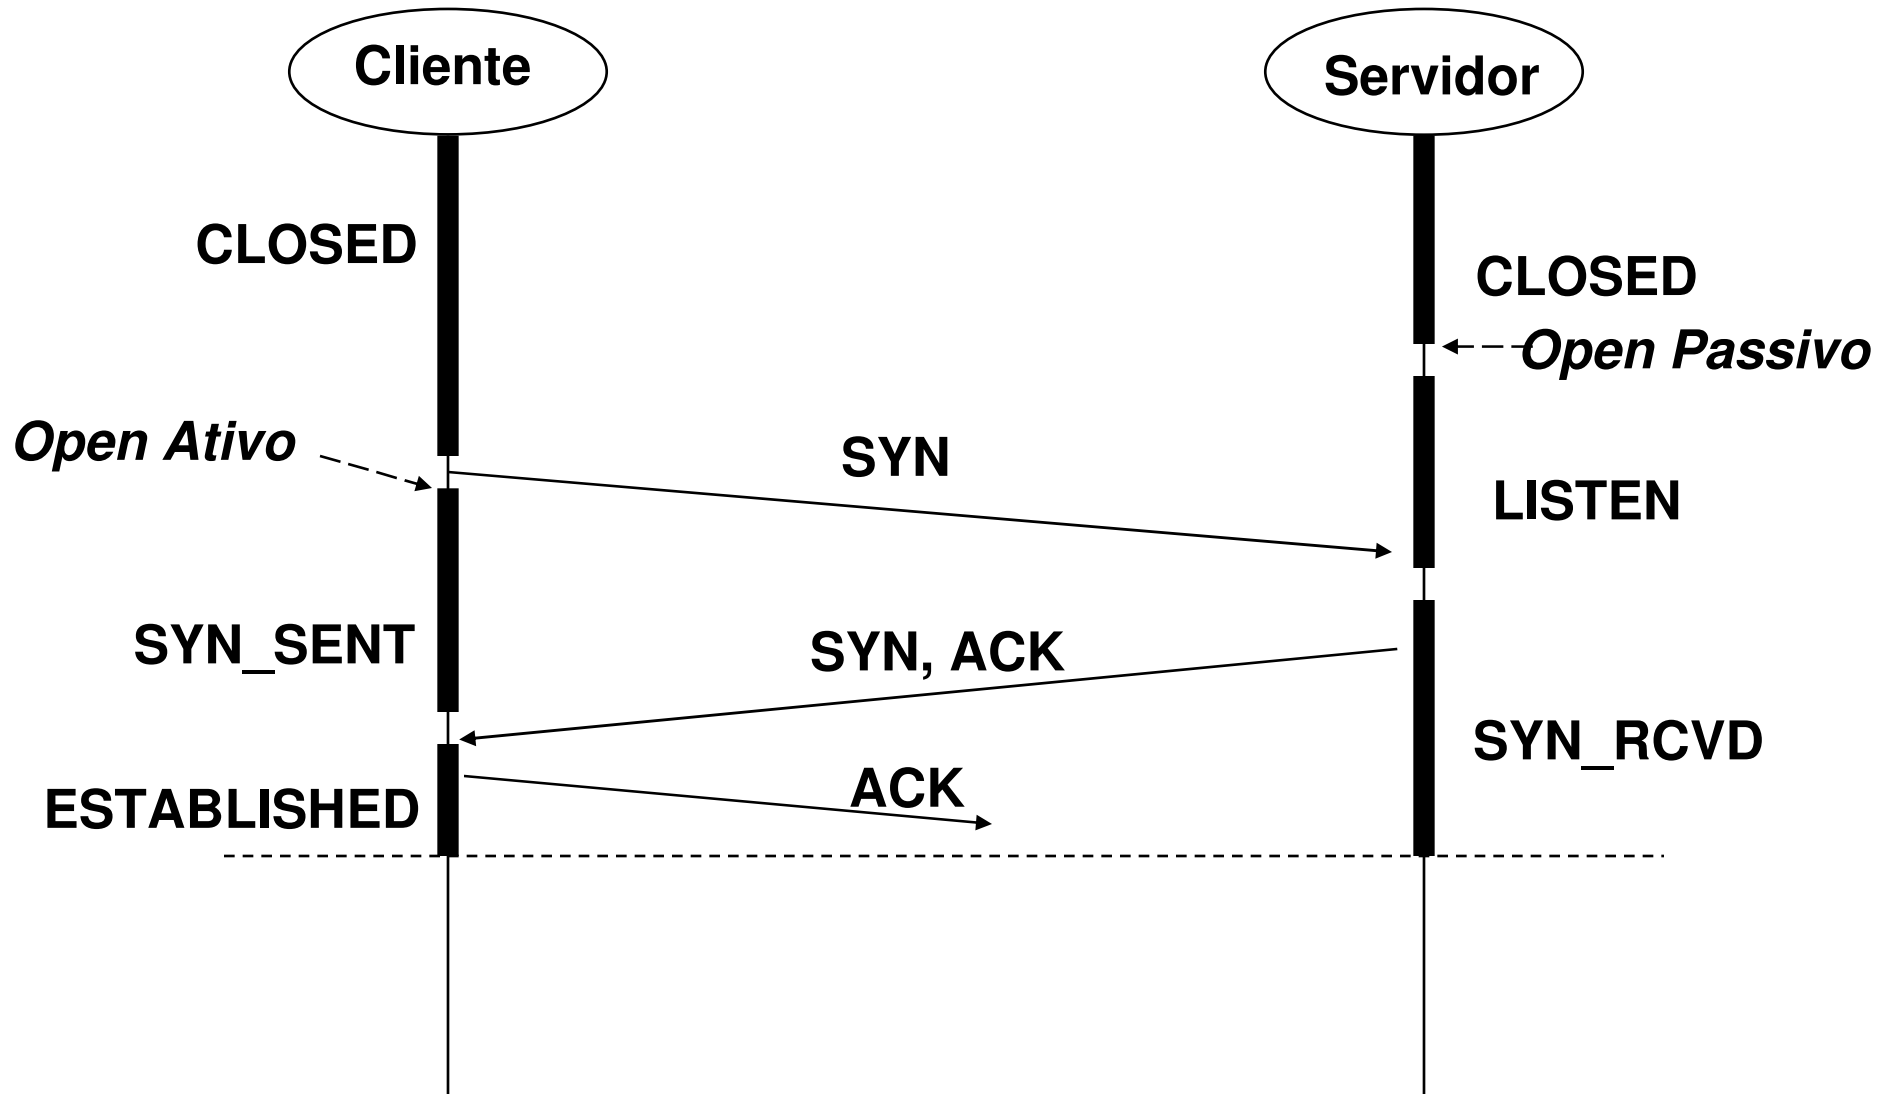 Cliente
Servidor
CLOSED
CLOSED
Open Passivo
Open Ativo
SYN
LISTEN
SYN_SENT
SYN, ACK
SYN_RCVD
ACK
ESTABLISHED